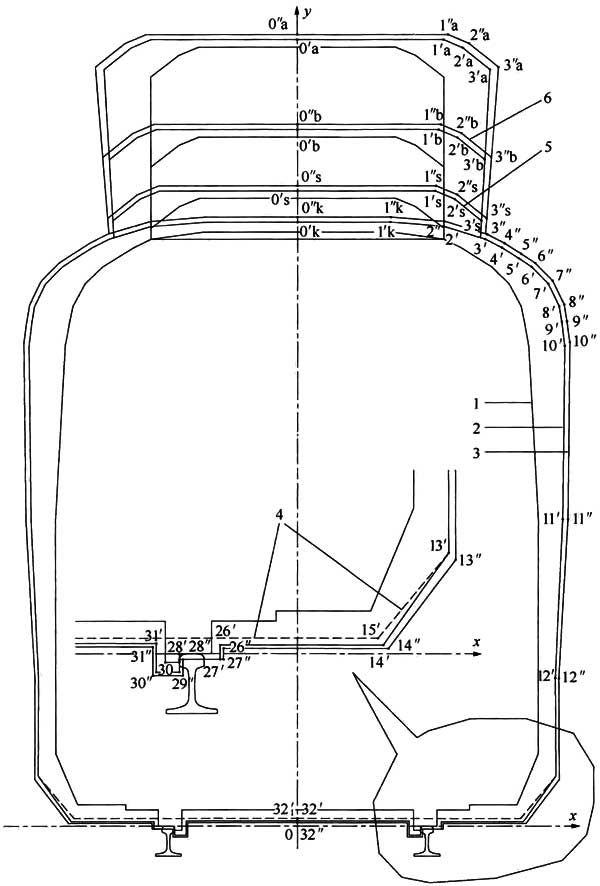 0″a y 1″a 2″a
0′a 1′a 2′a 3″a
3′a
6
0″b 1″b 2″b
0′b 1′b 2′b 3″b
3′b 5
0″s 1″s 2″s
0′s 1′s 2′s 3″s
0″k 1″k 3′s 3″ 4″
0′k 1′k 2″ 2′ 3′ 5″
4′ 5′ 6′ 6″
7′ 7″
8′ 8″
9′ 9″
10′ 10″
1
2
3
4
11′ 11″
13′ 13″
31′ 26′ 15′ x
28′ 28″ 26″ 14″
31″ 30 27′ 27″ 14′
30″ 29″ 12′ 12″
32′ 32′ x
0 32″